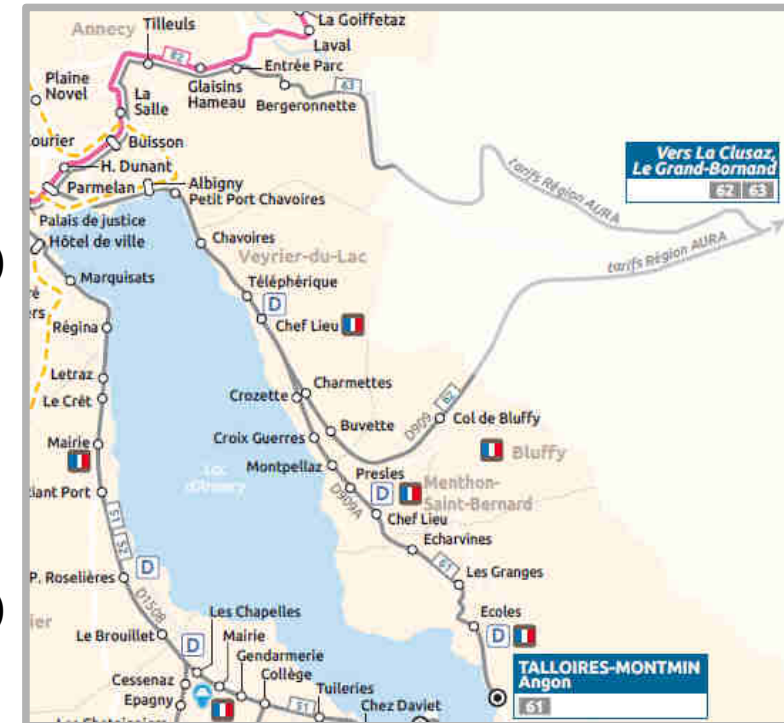 La Goiffetaz
Annecy
Tilleuls
Laval
62
Entrée Parc
Plaine
Novel
La
Salle
Glaisins
Hameau
63
Bergeronnette
Buisson
H. Dunant
Parmelan
Albigny
Petit Port Chavoires
tarifs Région AURA
Vers La Clusaz,
Le Grand-Bornand
62 63
Palais de justice
Hôtel de ville
Chavoires
Veyrier-du-Lac
tarifs Région AURA
Marquisats
Téléphérique
D
Chef Lieu
Régina
Letraz
Le Crêt
Charmettes
Crozette
62
D909
Col de Bluffy
Buvette
Croix Guerres
Mairie
Bluffy
Montpellaz
Presles
Lac
d'Annecy
D
Menthon-
Saint-Bernard
D909A
Chef Lieu
51 52
Echarvines
61
Les Granges
P. Roselières
D
D1508
Les Chapelles
Ecoles
D
Le Brouillet
D
Mairie
Gendarmerie
Collège
Cessenaz
Epagny
51
Tuileries
Chez Daviet
TALLOIRES-MONTMIN
Angon
61